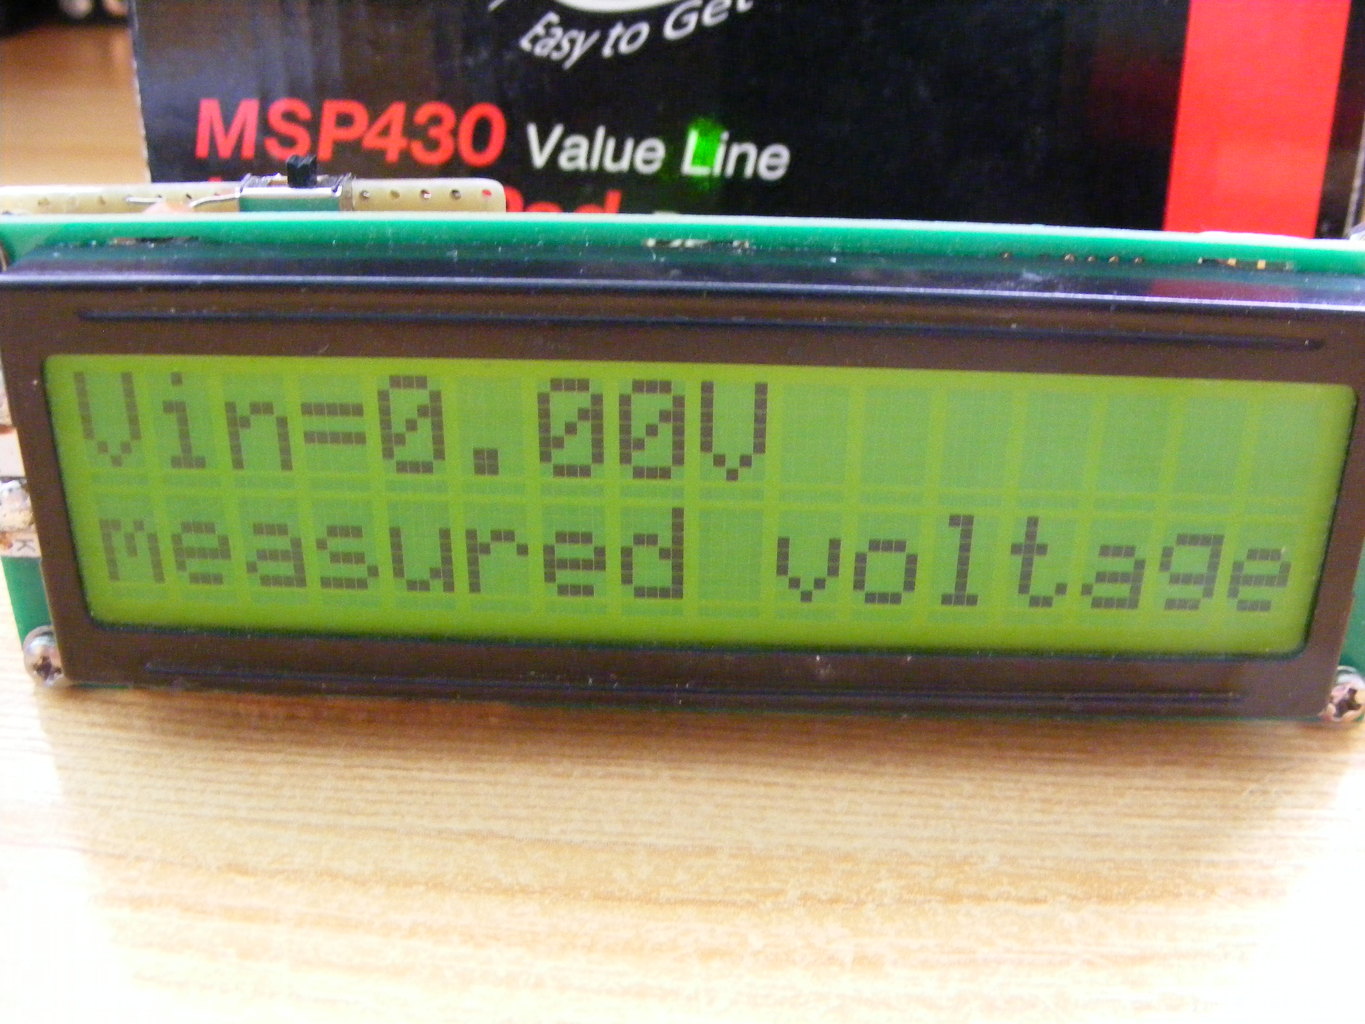 Easy to Get
MSP430 Value Line
Vin=0.00V
measured voltage